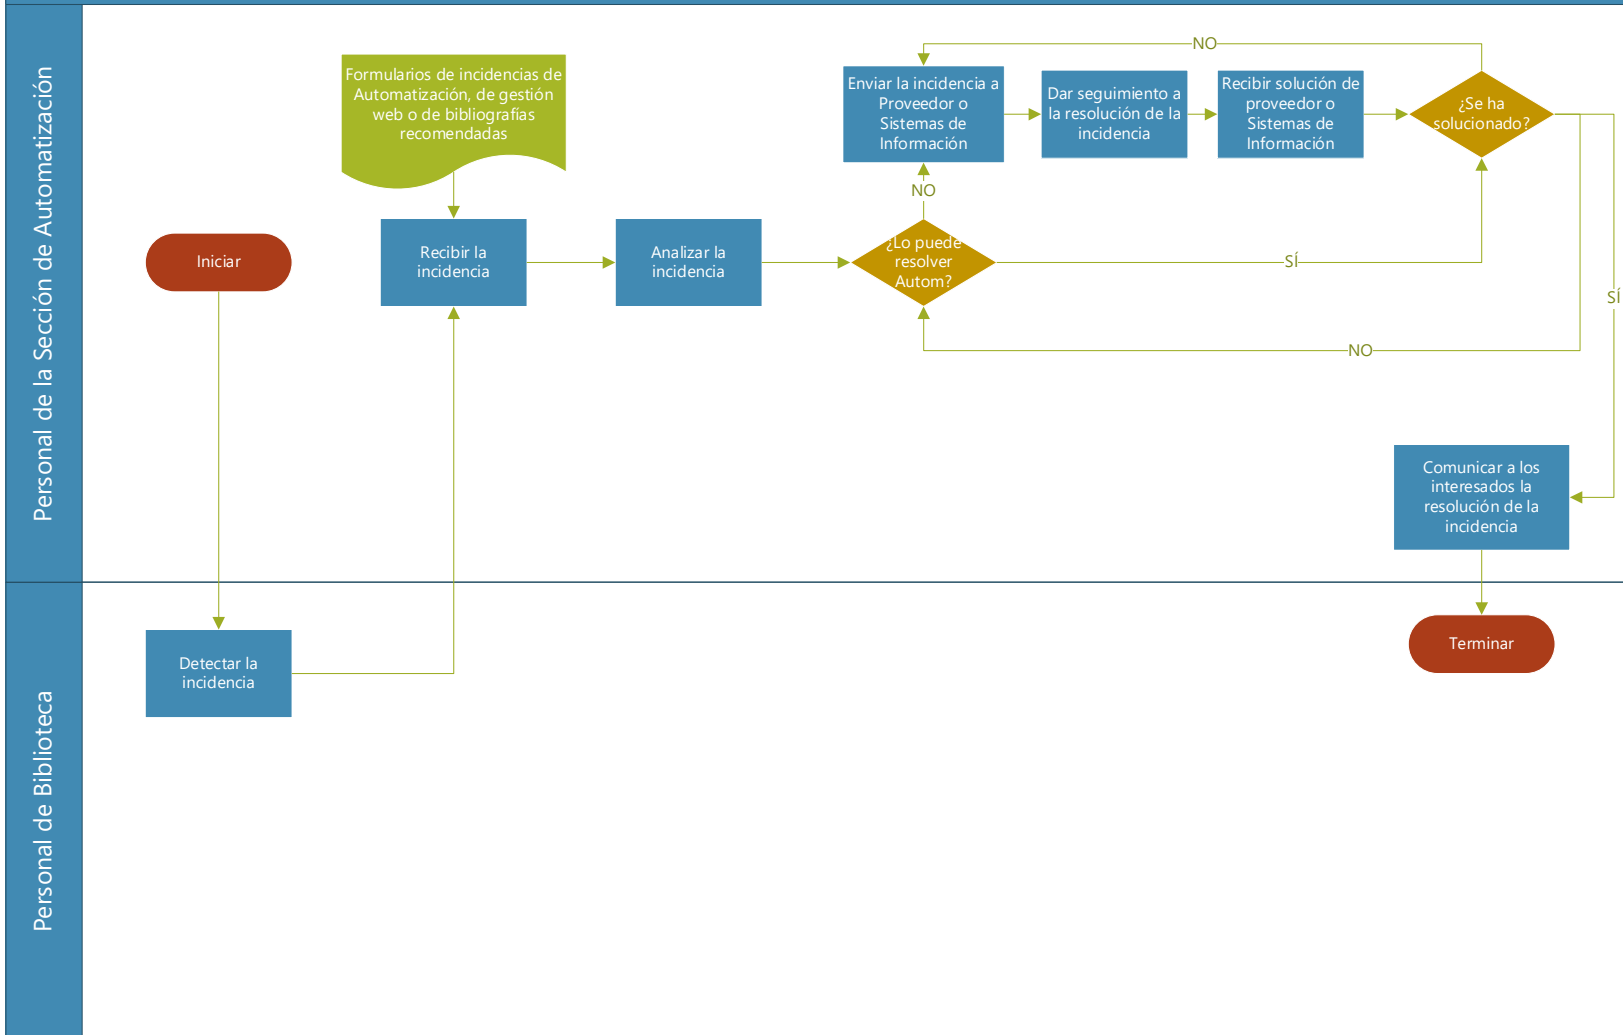 Personal de la Sección de Automatización
Formularios de incidencias de
Automatización, de gestión
web o de bibliografías
recomendadas
NO
Enviar la incidencia a
Proveedor o
Sistemas de
Información
Dar seguimiento a
la resolución de la
incidencia
Recibir solución de
proveedor o
Sistemas de
Información
¿Se ha
solucionado?
NO
Iniciar
Recibir la
incidencia
Analizar la
incidencia
¿Lo puede
resolver
Autom?
SÍ
SÍ
NO
Comunicar a los
interesados la
resolución de la
incidencia
Personal de Biblioteca
Detectar la
incidencia
Terminar